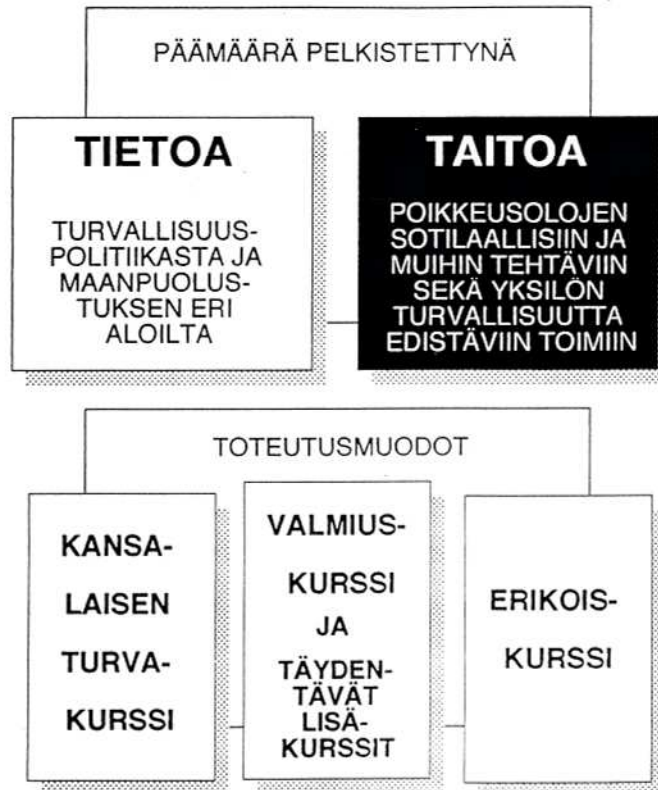 PÄÄMÄÄRÄ PELKISTETTYNÄ
TIETOA
TURVALLISUUS-
POLITIIKASTA JA
MAANPUOLUS-
TUKSEN ERI
ALOILTA
TAITOA
POIKKEUSOLOJEN
SOTILAALLISIIN JA
MUIHIN TEHTÄVIIN
SEKÄ YKSILÖN
TURVALLISUUTTA
EDISTÄVIIN TOIMIIN
TOTEUTUSMUODOT
KANSA-
LAISEN
TURVA-
KURSSI
VALMIUS-
KURSSI
JA
TÄYDEN-
TÄVÄT
LISÄ-
KURSSIT
ERIKOIS-
KURSSI